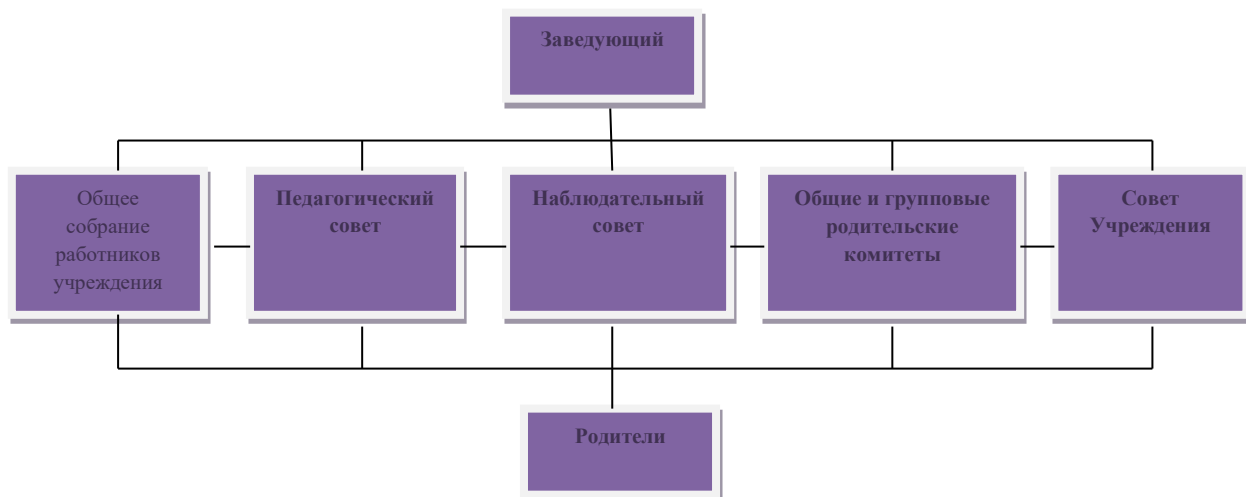 Заведующий
Общее
собрание
работников
учреждения
Педагогический
совет
Наблюдательный
совет
Общие и групповые
родительские
комитеты
Совет
Учреждения
Родители